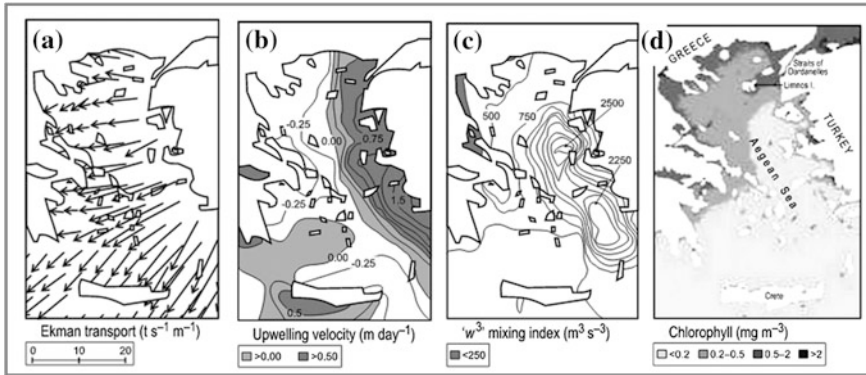 (a)
(b)
(c)
(d)
GREECE
Straits of
Dardanelles
Limnos I.
TURKEY
Aegean Sea
Crete
-0.25
0.00
0.75
-0.25
1.5
0.00
-0.25
0.5
500
750
2500
2250
Ekman transport (t s⁻¹ m⁻¹)
0 10 20
Upwelling velocity (m day⁻¹)
>0.00 >0.50
'w³' mixing index (m³ s⁻³)
<250
Chlorophyll (mg m⁻³)
<0.2 0.2–0.5 0.5–2 >2